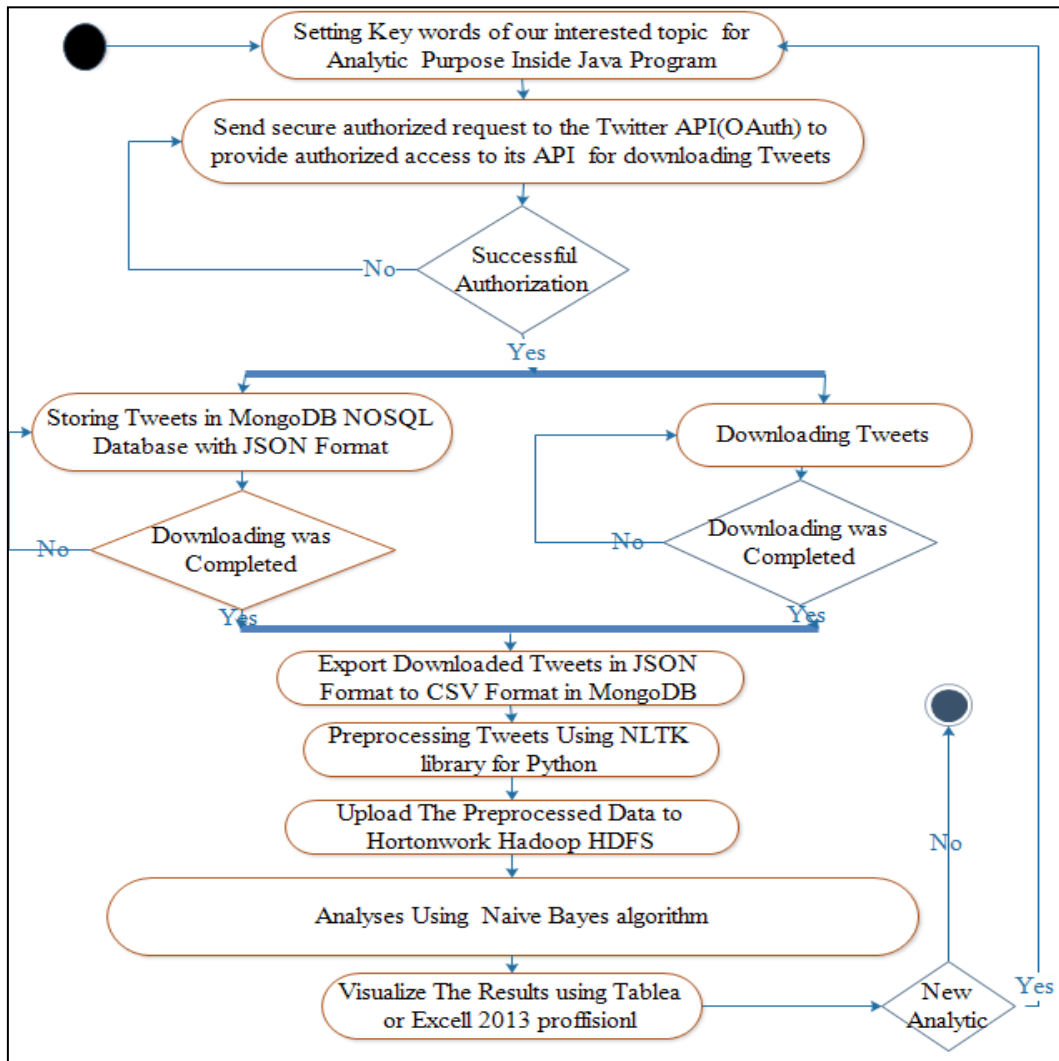 Setting Key words of our interested topic for
Analytic Purpose Inside Java Program
Send secure authorized request to the Twitter API(OAuth) to
provide authorized access to its API for downloading Tweets
Successful
Authorization
No
Yes
Storing Tweets in MongoDB NOSQL
Database with JSON Format
Downloading Tweets
Downloading was
Completed
No
Yes
Downloading was
Completed
No
Yes
Export Downloaded Tweets in JSON
Format to CSV Format in MongoDB
Preprocessing Tweets Using NLTK
library for Python
Upload The Preprocessed Data to
Hortonwork Hadoop HDFS
Analyses Using Naive Bayes algorithm
Visualize The Results using Tablea
or Excell 2013 proffisionl
New
Analytic
No
Yes